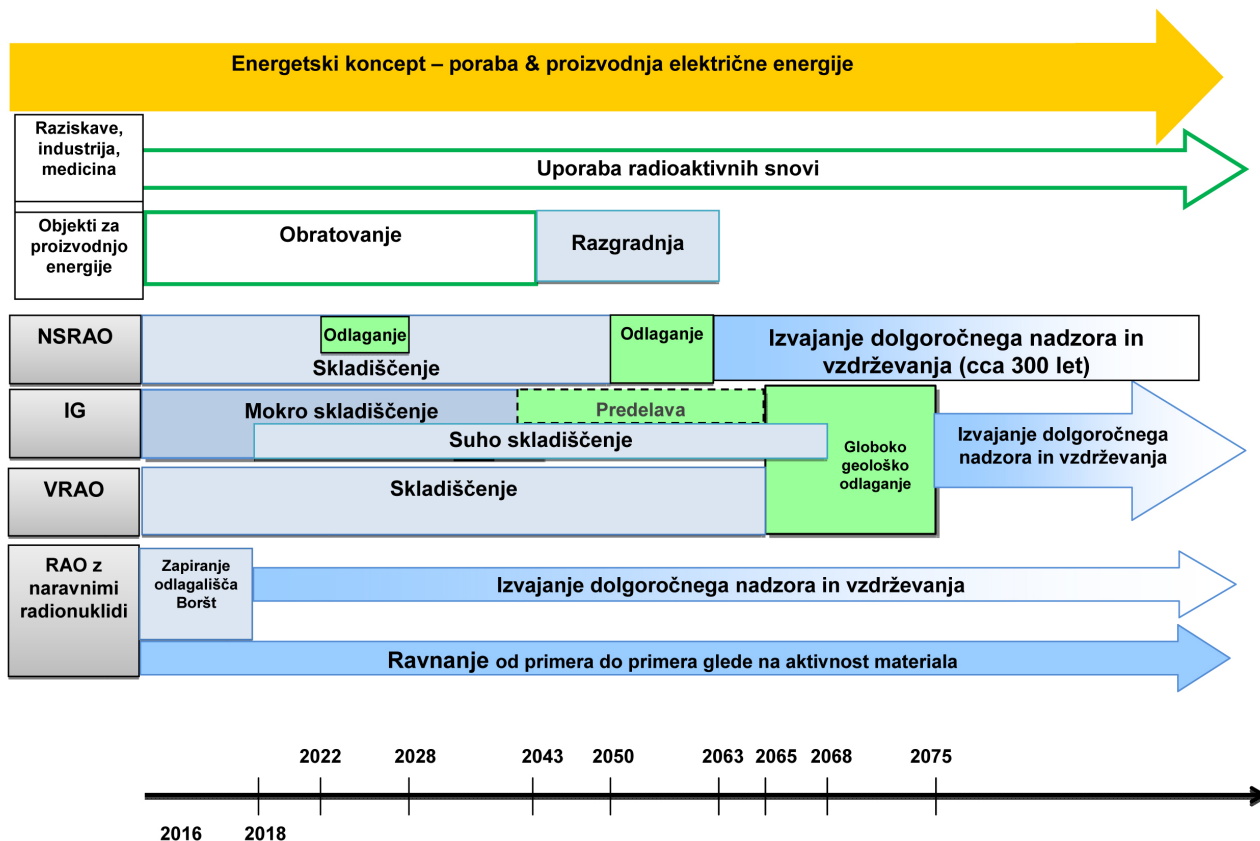 Energetski koncept – poraba & proizvodnja električne energije
Raziskave,
industrija,
medicina
Uporaba radioaktivnih snovi
Objekti za
proizvodnjo
energije
Obratovanje
Razgradnja
NSRAO
Odlaganje
Skladiščenje
Odlaganje
Izvajanje dolgoročnega nadzora in
vzdrževanja (cca 300 let)
IG
Mokro skladiščenje
Predelava
Suho skladiščenje
Globoko
geološko
odlaganje
Izvajanje dolgoročnega
nadzora in vzdrževanja
VRAO
Skladiščenje
RAO z
naravnimi
radionuklidi
Zapiranje
odlagališča
Boršt
Izvajanje dolgoročnega nadzora in vzdrževanja
Ravnanje od primera do primera glede na aktivnost materiala
2022 2028 2043 2050 2063 2065 2068 2075
2016 2018